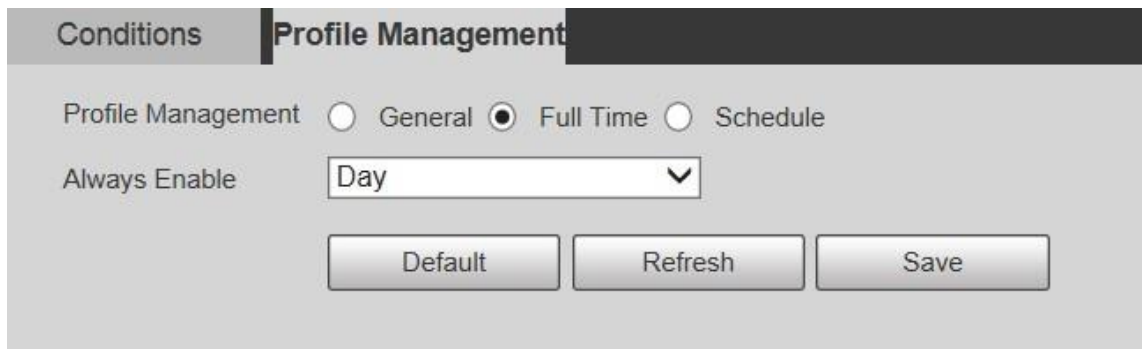 Conditions Profile Management
Profile Management General Full Time Schedule
Always Enable Day
Default Refresh Save